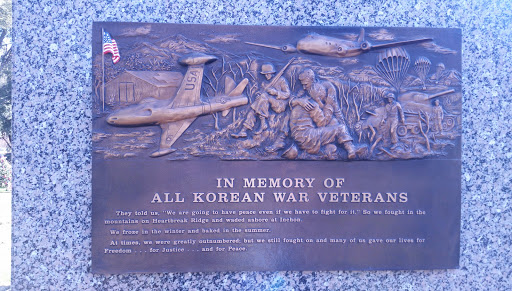 USA
IN MEMORY OF
ALL KOREAN WAR VETERANS
They told us, "We are going to have peace even if we have to fight for it." So we fought in the
mountains on Heartbreak Ridge and waded ashore at Inchon.
We froze in the winter and baked in the summer.
At times, we were greatly outnumbered; but we still fought on and many of us gave our lives for
Freedom . . . for Justice . . . . and for Peace.